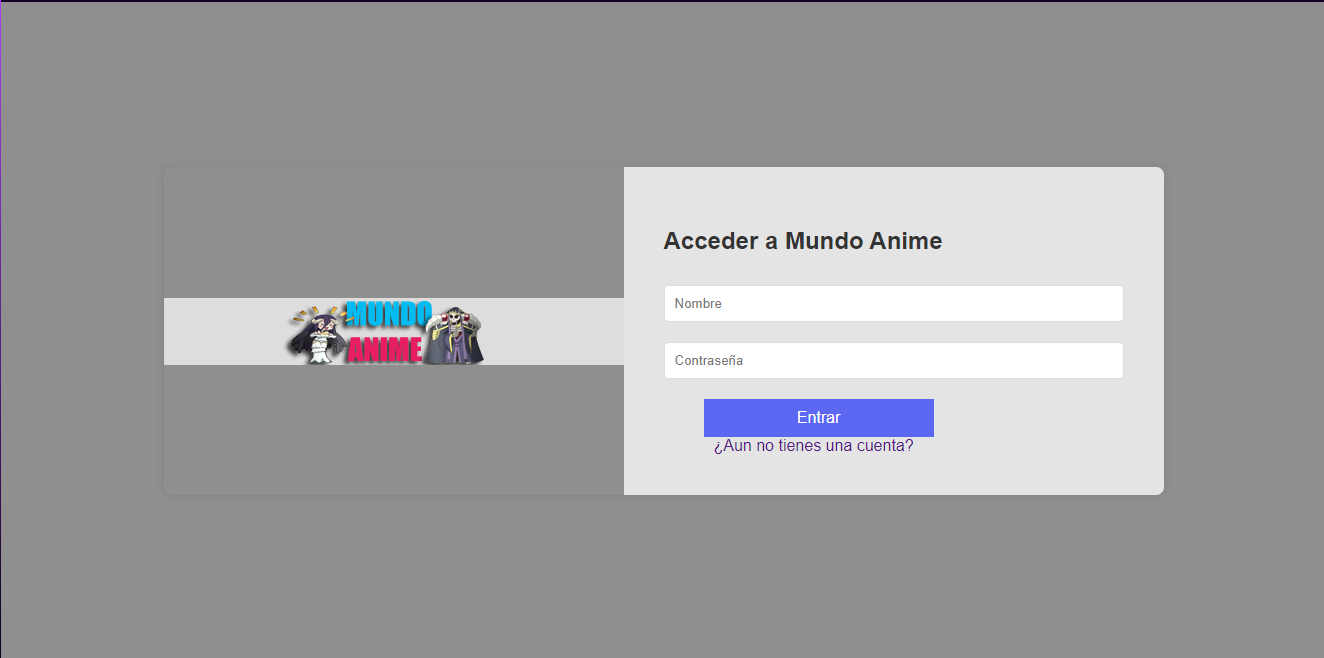 MUNDO
ANIME
Acceder a Mundo Anime
Nombre
Contraseña
Entrar
¿Aun no tienes una cuenta?